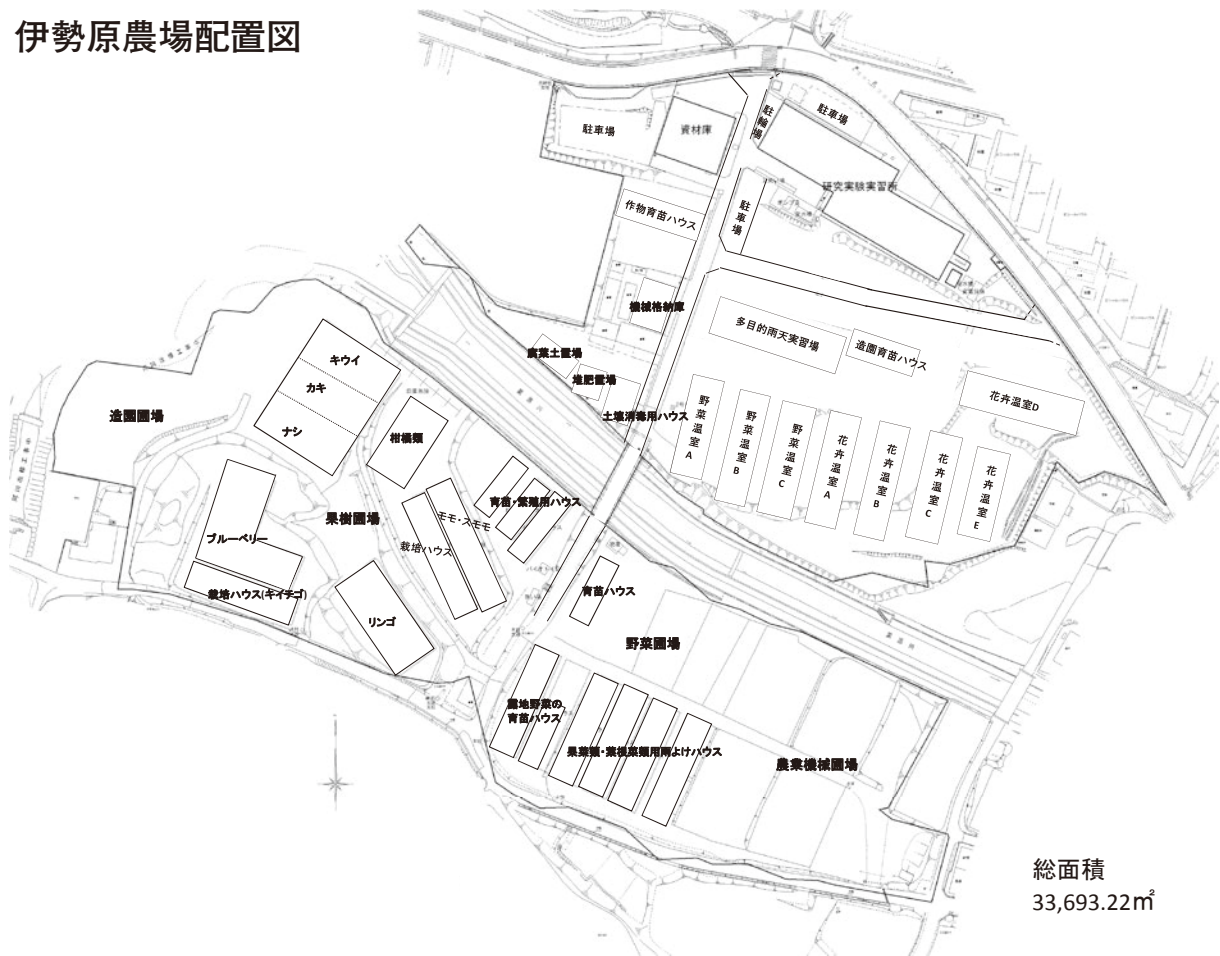 伊勢原農場配置図
駐車場
資材庫
駐輪場
駐車場
研究実験実習所
駐車場
作物育苗ハウス
機械格納庫
多目的雨天実習場
造園育苗ハウス
腐葉土置場
堆肥置場
土壌消毒用ハウス
野菜温室A
野菜温室B
野菜温室C
花卉温室A
花卉温室B
花卉温室C
花卉温室E
花卉温室D
キウイ
カキ
ナシ
造園圃場
柑橘類
育苗・繁殖用ハウス
果樹圃場
モモ・スモモ
栽培ハウス
ブルーベリー
栽培ハウス(キイチゴ)
リンゴ
育苗ハウス
野菜圃場
露地野菜の
育苗ハウス
果菜類・葉根菜類用雨よけハウス
農業機械圃場
総面積
33,693.22㎡